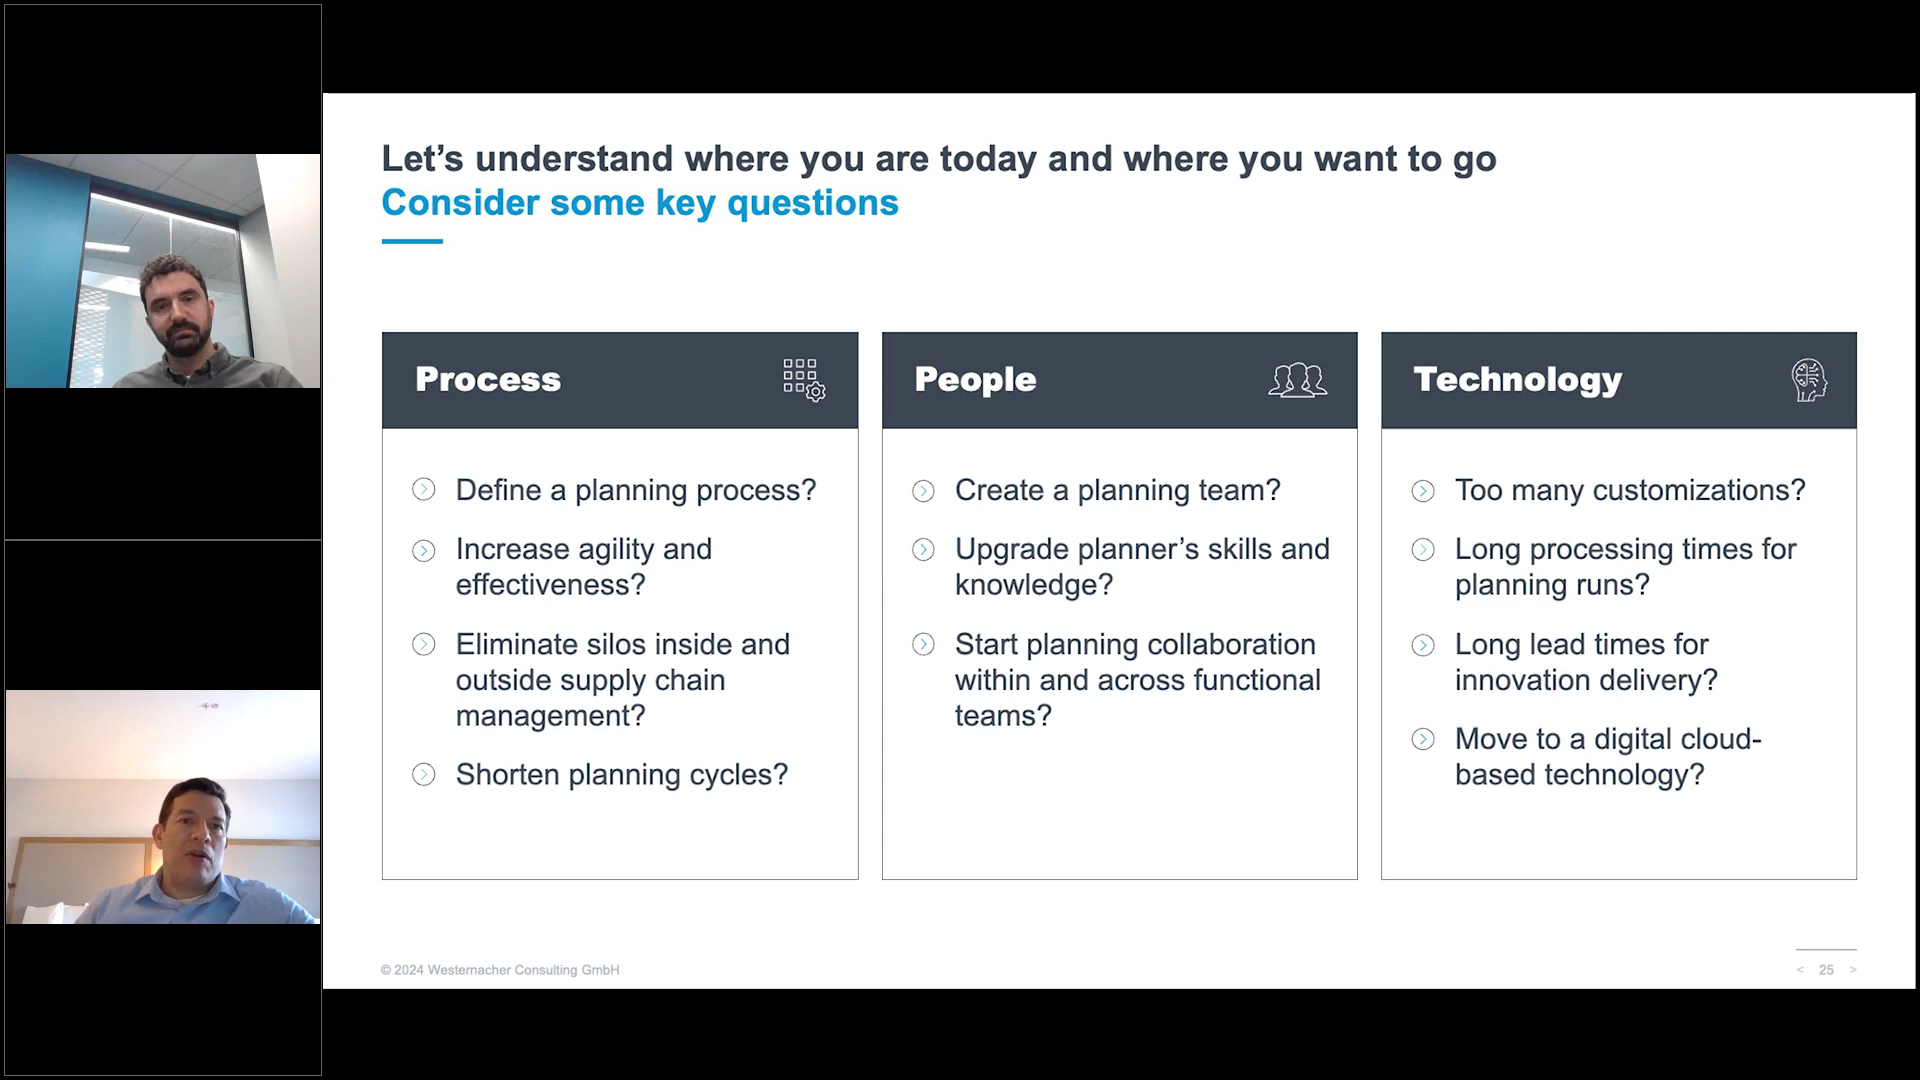 Let’s understand where you are today and where you want to go
Consider some key questions
Process
Define a planning process?
Increase agility and
effectiveness?
Eliminate silos inside and
outside supply chain
management?
Shorten planning cycles?
People
Create a planning team?
Upgrade planner’s skills and
knowledge?
Start planning collaboration
within and across functional
teams?
Technology
Too many customizations?
Long processing times for
planning runs?
Long lead times for
innovation delivery?
Move to a digital cloud-
based technology?
© 2024 Westernacher Consulting GmbH
< 25 >